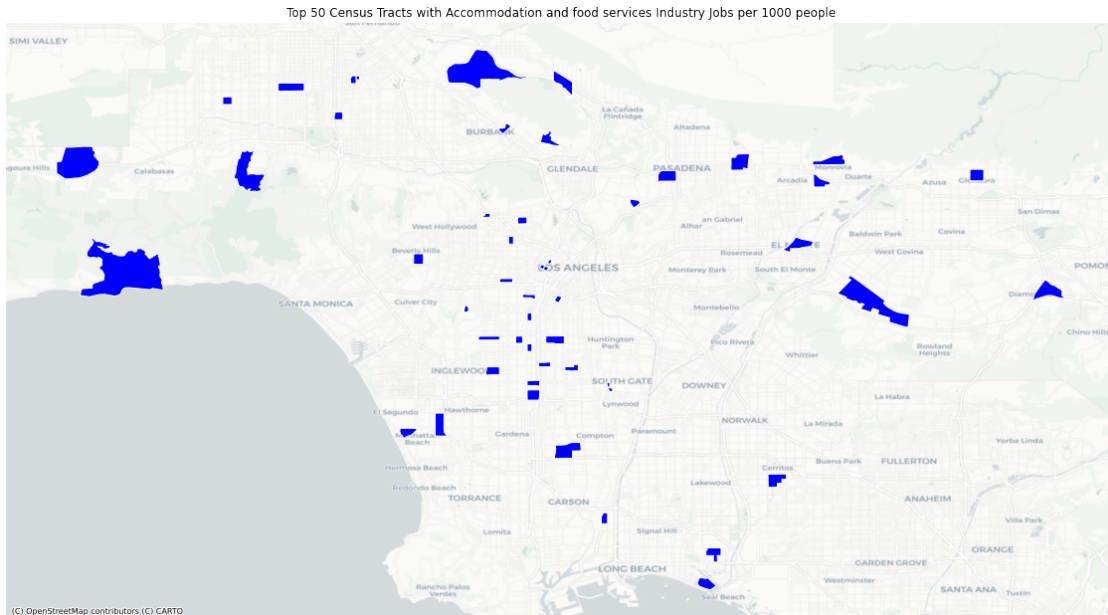 Top 50 Census Tracts with Accommodation and food services Industry Jobs per 1000 people
SIMI VALLEY
La Cañada
Flintridge
Altadena
BURBANK
GLENDALE
PASADENA
Monrovia
goura Hills
Calabasas
Arcadia
Duarte
Azusa
Glendora
San Dimas
an Gabriel
Alhar
West Hollywood
Baldwin Park
Covina
Beverly Hills
Rosemead
EL MONTE
West Covina
LOS ANGELES
Monterey Park
South El Monte
POMON
SANTA MONICA
Culver City
Montebello
Diamo
Chino Hills
Huntington
Park
Pico Rivera
Whittier
Rowland
Heights
INGLEWOOD
SOUTH GATE
DOWNEY
La Habra
El Segundo
Hawthorne
Lynwood
NORWALK
La Mirada
Manhattan
Beach
Gardena
Compton
Paramount
Yorba Linda
Hermosa Beach
Cerritos
Buena Park
FULLERTON
Redondo Beach
Lakewood
TORRANCE
CARSON
ANAHEIM
Lomita
Signal Hill
Villa Park
ORANGE
LONG BEACH
GARDEN GROVE
Rancho Palos
Verdes
Seal Beach
Westminster
SANTA ANA
Tustin
(C) OpenStreetMap contributors (C) CARTO